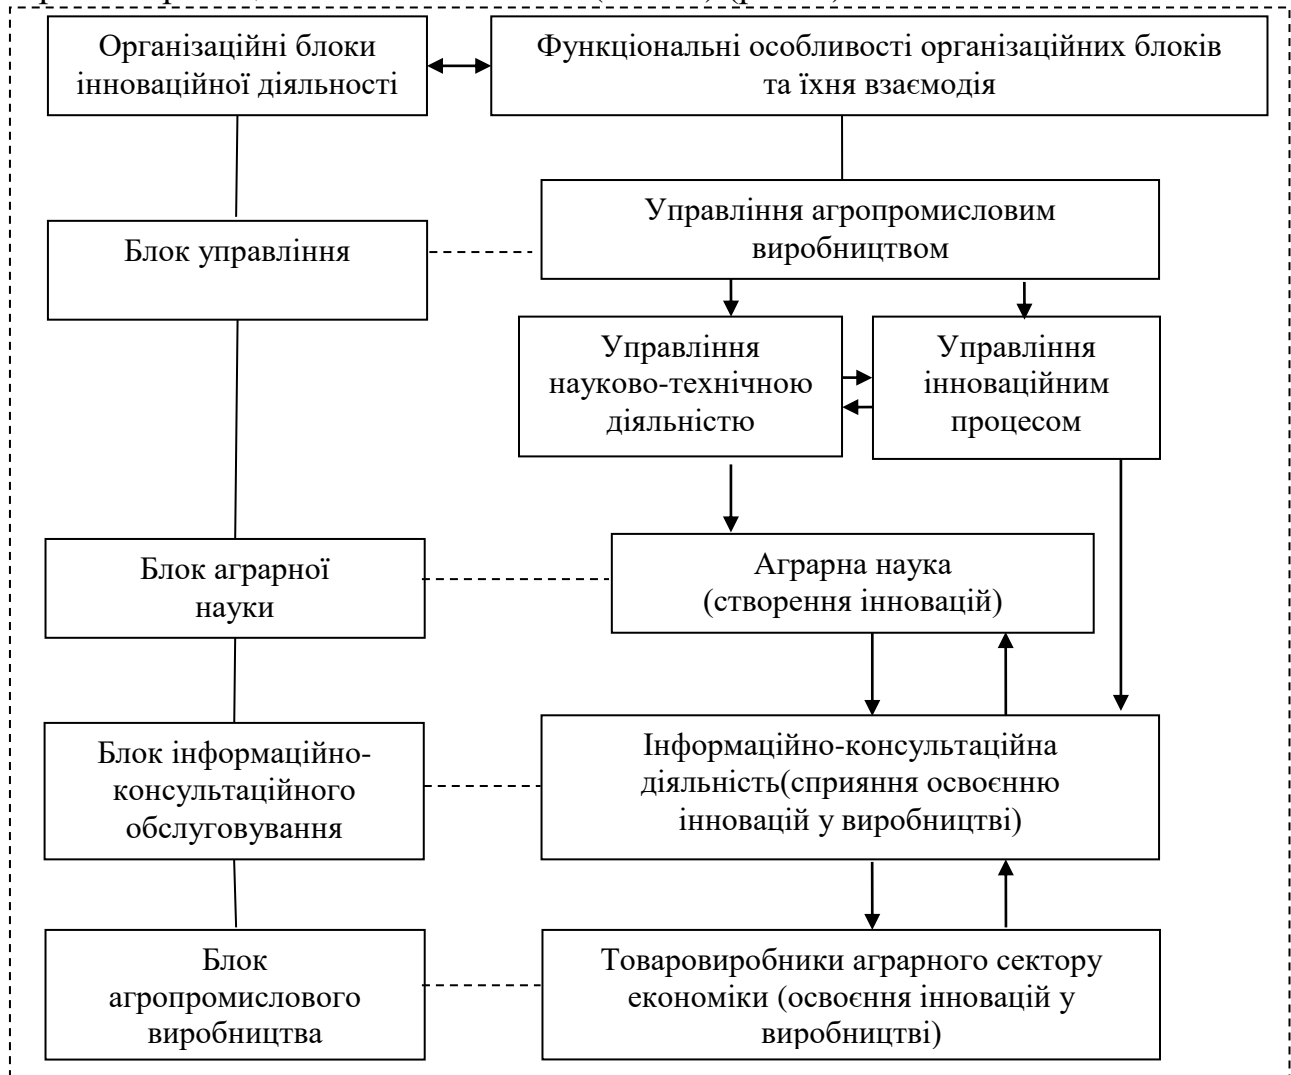 Організаційні блоки
інноваційної діяльності
Функціональні особливості організаційних блоків
та їхня взаємодія
Блок управління
Управління агропромисловим
виробництвом
Управління
науково-технічною
діяльністю
Управління
інноваційним
процесом
Блок аграрної
науки
Аграрна наука
(створення інновацій)
Блок інформаційно-
консультаційного
обслуговування
Інформаційно-консультаційна
діяльність(сприяння освоєнню
інновацій у виробництві)
Блок
агропромислового
виробництва
Товаровиробники аграрного сектору
економіки (освоєння інновацій у
виробництві)